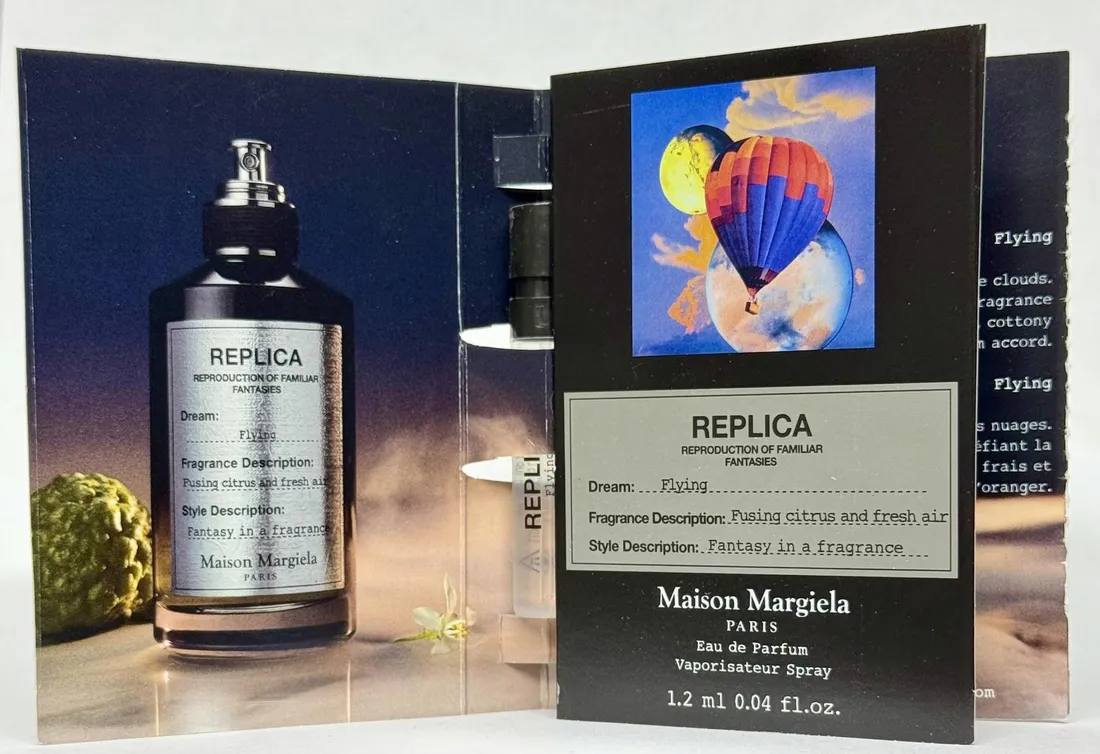 REPLICA
REPRODUCTION OF FAMILIAR
FANTASIES
Dream:
Flying
Fragrance Description:
Fusing citrus and fresh air
Style Description:
Fantasy in a fragrance
Maison Margiela
PARIS
REPLI
Flying
REPLICA
REPRODUCTION OF FAMILIAR
FANTASIES
Dream: Flying
Fragrance Description: Fusing citrus and fresh air
Style Description: Fantasy in a fragrance
Maison Margiela
PARIS
Eau de Parfum
Vaporisateur Spray
1.2 ml 0.04 fl.oz.
Flying
e clouds.
ragrance
cottony
accord.
Flying
s nuages.
éfiant la
frais et
'oranger.
om